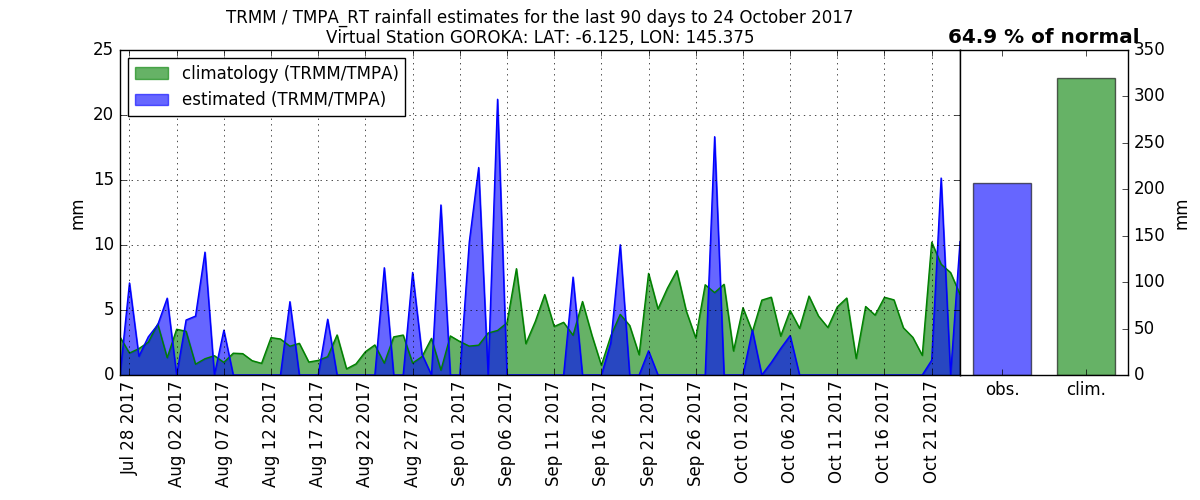 TRMM / TMPA_RT rainfall estimates for the last 90 days to 24 October 2017
Virtual Station GOROKA: LAT: -6.125, LON: 145.375
64.9 % of normal
climatology (TRMM/TMPA)
estimated (TRMM/TMPA)
25
20
15
10
5
0
mm
350
300
250
200
150
100
50
0
mm
obs.
clim.
Jul 28 2017
Aug 02 2017
Aug 07 2017
Aug 12 2017
Aug 17 2017
Aug 22 2017
Aug 27 2017
Sep 01 2017
Sep 06 2017
Sep 11 2017
Sep 16 2017
Sep 21 2017
Sep 26 2017
Oct 01 2017
Oct 06 2017
Oct 11 2017
Oct 16 2017
Oct 21 2017